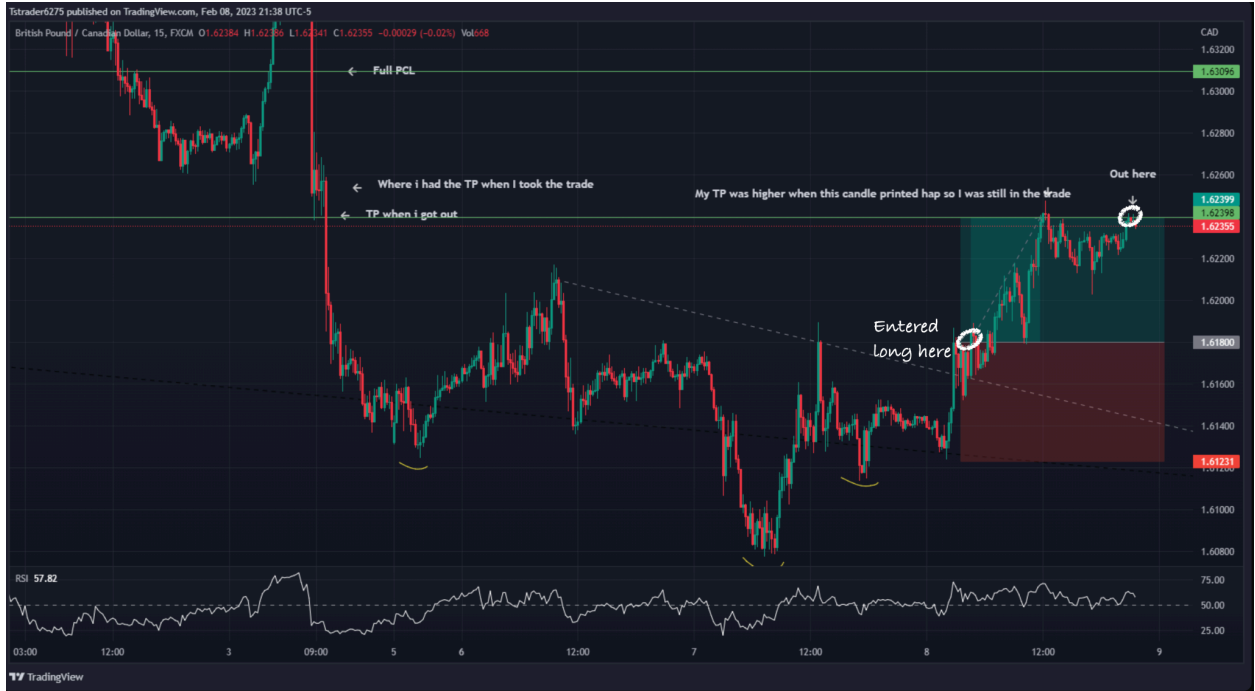 Tstrader6275 published on TradingView.com, Feb 08, 2023 21:38 UTC-5
British Pound / Canadian Dollar, 15, FXCM O1.62384 H1.62386 L1.62341 C1.62355 −0.00029 (−0.02%) Vol668
CAD
1.63200
Full PCL
1.63096
1.63000
1.62800
1.62600
Out here
Where i had the TP when I took the trade
My TP was higher when this candle printed hap so I was still in the trade
1.62399
TP when i got out
1.62398
1.62355
1.62200
1.62000
Entered
long here
1.61800
1.61600
1.61400
1.61231
1.61200
1.61000
1.60800
RSI 57.82
75.00
50.00
25.00
03:00 12:00 3 09:00 5 6 12:00 7 12:00 8 12:00 9
TradingView